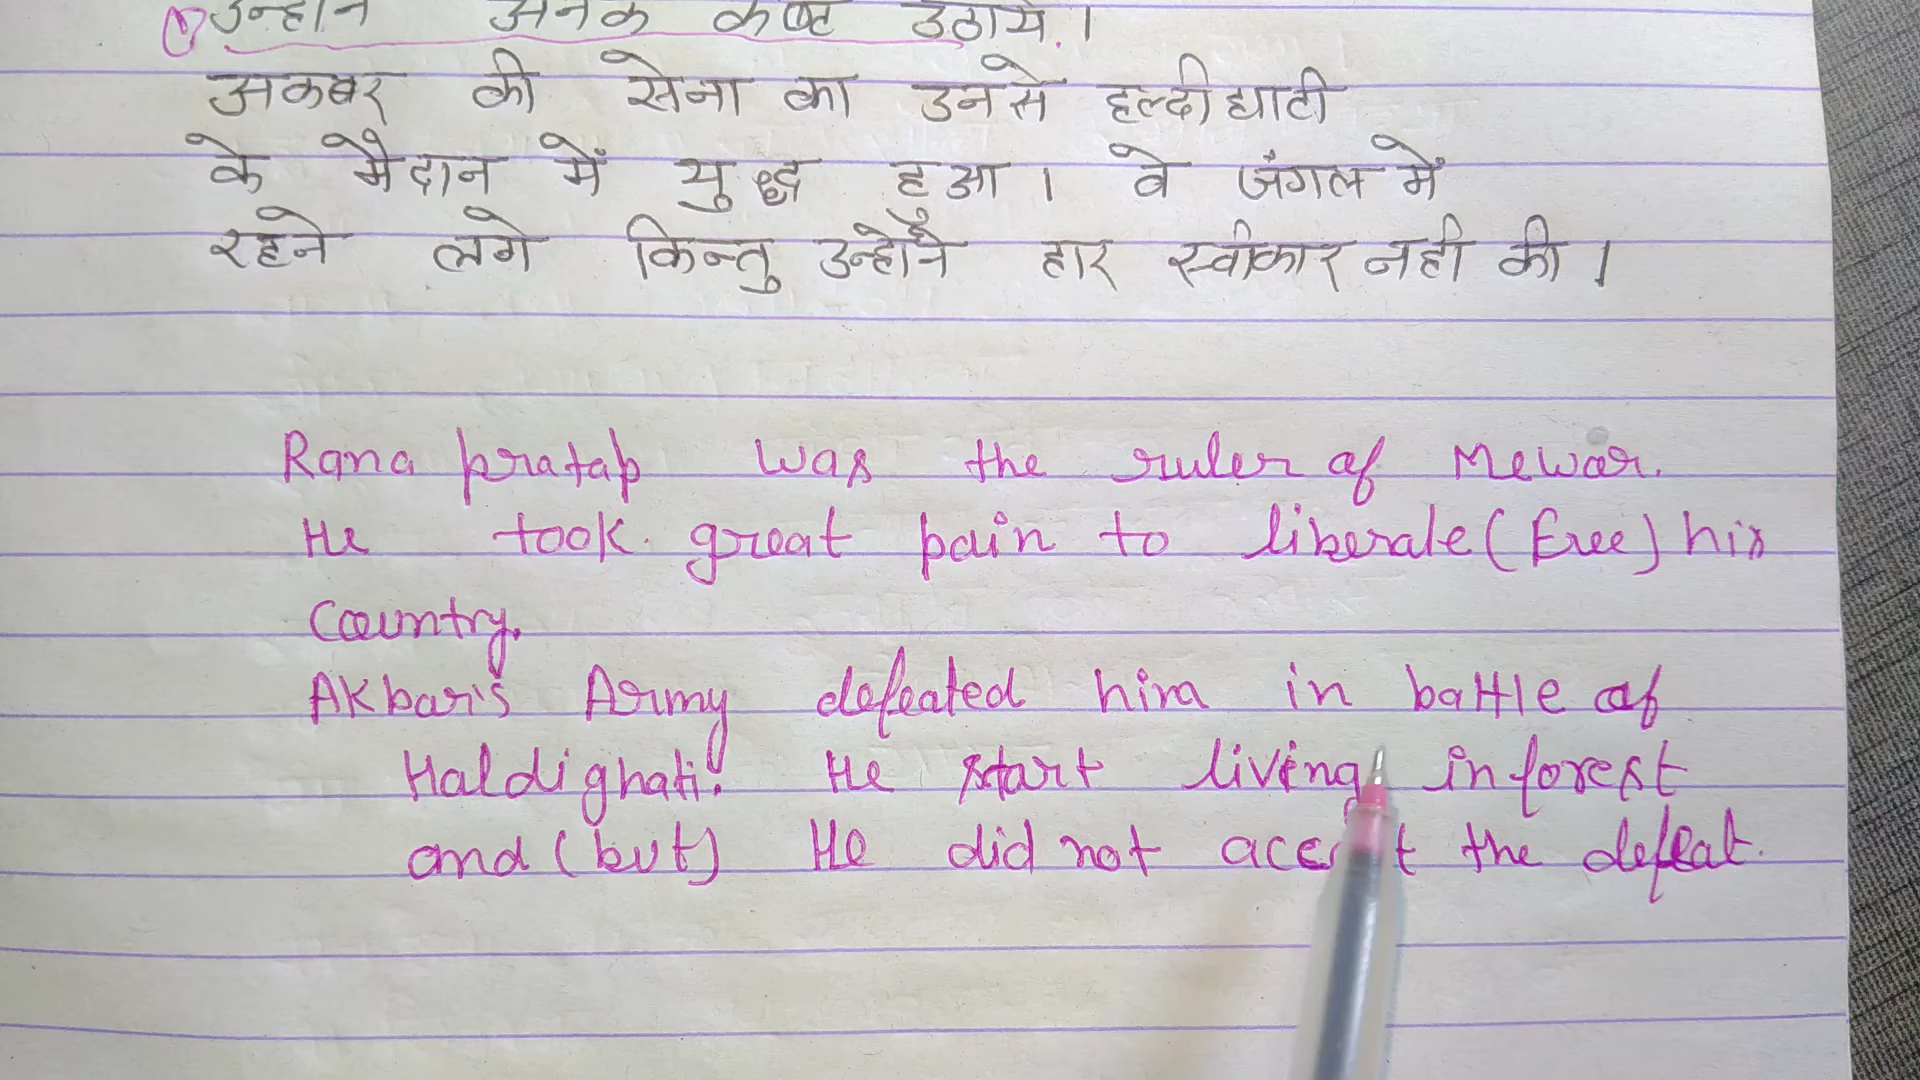 उन्होंने अनेक कष्ट उठाये।
अकबर की सेना का उनसे हल्दीघाटी
के मैदान में युद्ध हुआ। वे जंगल में
रहने लगे किन्तु उन्होंने हार स्वीकार नही की।
Rana pratap was the ruler of Mewar.
He took great pain to liberate (free) his
Country.
Akbar's Army defeated him in battle of
Haldighati. He start living in forest
and (but) He did not accept the defeat.